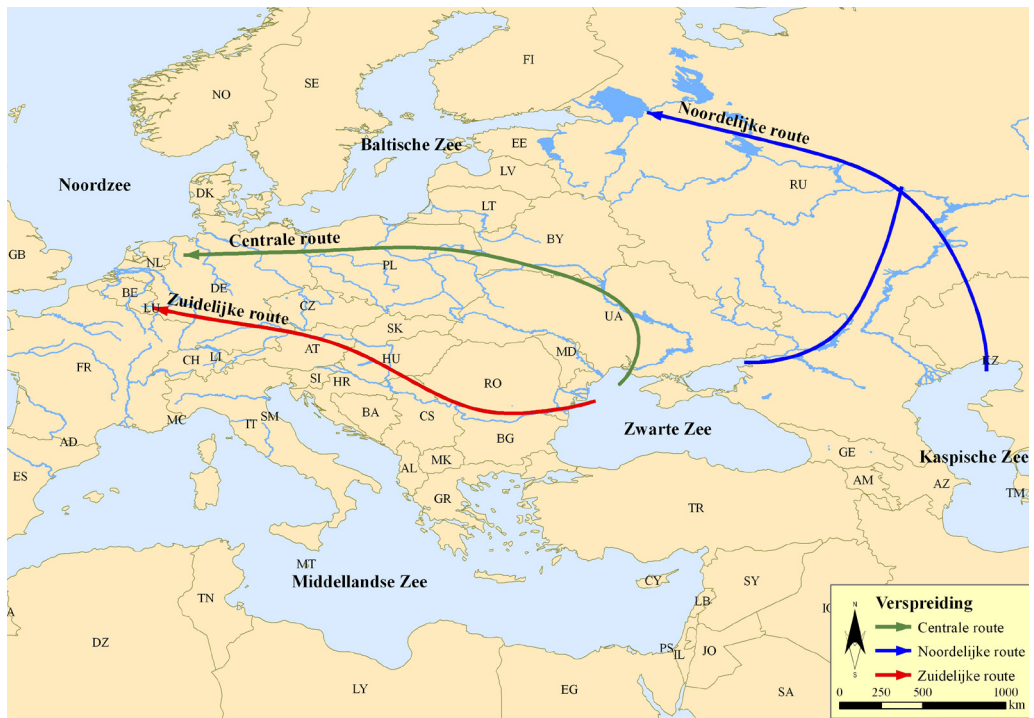 FI
NO
SE
Noordelijke route
Baltische Zee
EE
LV
RU
Noordzee
DK
LT
Centrale route
BY
GB
NL
PL
DE
BE
LU
Zuidelijke route
CZ
UA
SK
AT
HU
MD
KZ
CH
LI
FR
SI
HR
RO
BA
CS
MC
IT
SM
BG
Zwarte Zee
AD
GE
Kaspische Zee
ES
AL
MK
AM
AZ
TM
GR
TR
MT
Middellandse Zee
CY
SY
TN
LB
DZ
PS
IL
JO
LY
EG
SA
Verspreiding
N
S
Centrale route
Noordelijke route
Zuidelijke route
0 250 500 1000
km